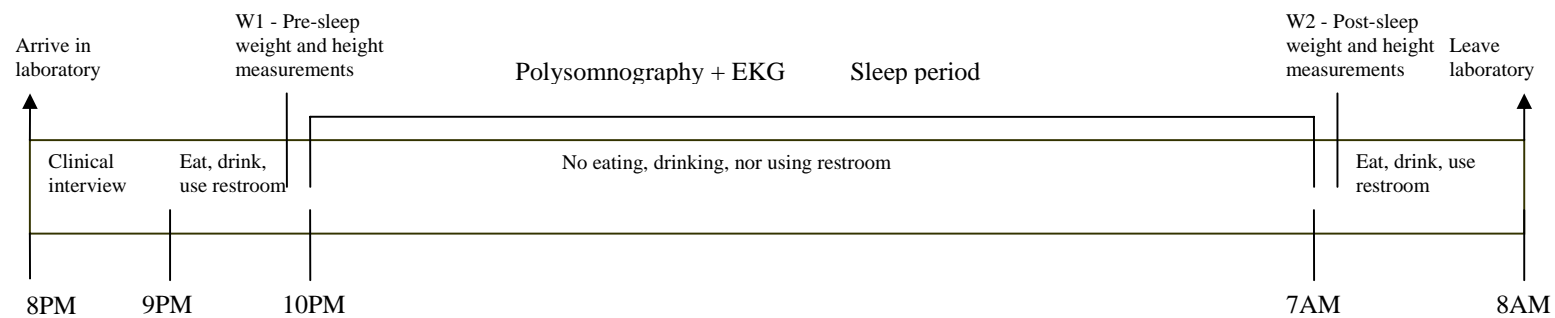 Arrive in
laboratory
W1 - Pre-sleep
weight and height
measurements
Polysomnography + EKG Sleep period
W2 - Post-sleep
weight and height
measurements
Leave
laboratory
Clinical
interview
Eat, drink,
use restroom
No eating, drinking, nor using restroom
Eat, drink, use
restroom
8PM 9PM 10PM 7AM 8AM